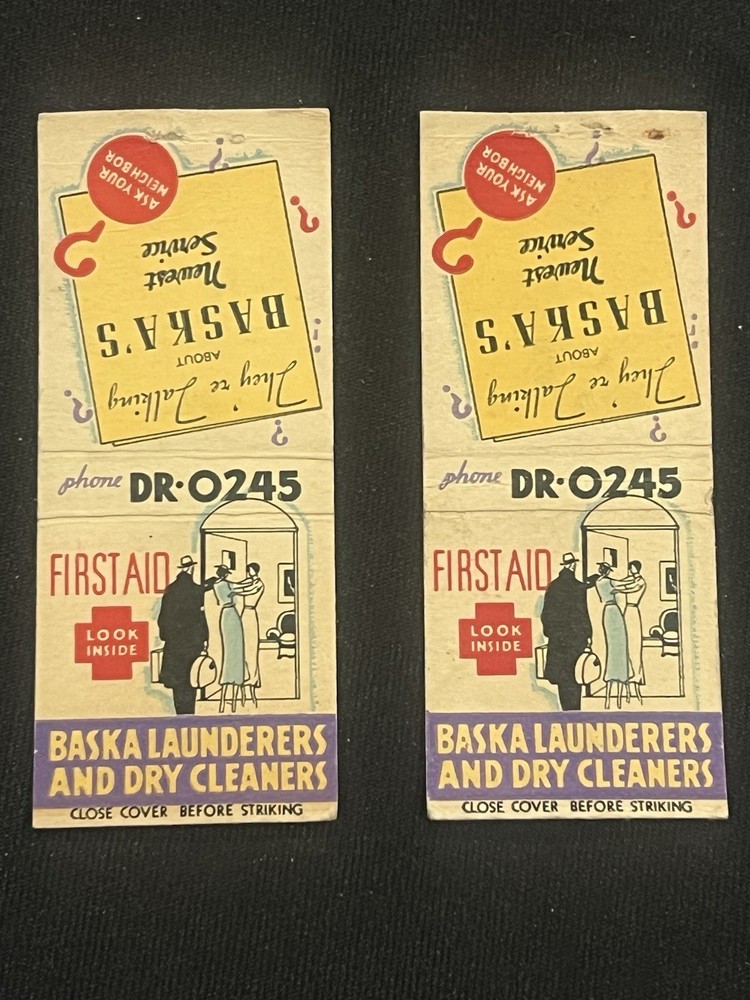 ASK YOUR
NEIGHBOR
They're Talking
ABOUT
BASKA'S
Newest
Service
phone DR·0245
FIRST AID
LOOK
INSIDE
BASKA LAUNDERERS
AND DRY CLEANERS
CLOSE COVER BEFORE STRIKING
ASK YOUR
NEIGHBOR
They're Talking
ABOUT
BASKA'S
Newest
Service
phone DR·0245
FIRST AID
LOOK
INSIDE
BASKA LAUNDERERS
AND DRY CLEANERS
CLOSE COVER BEFORE STRIKING